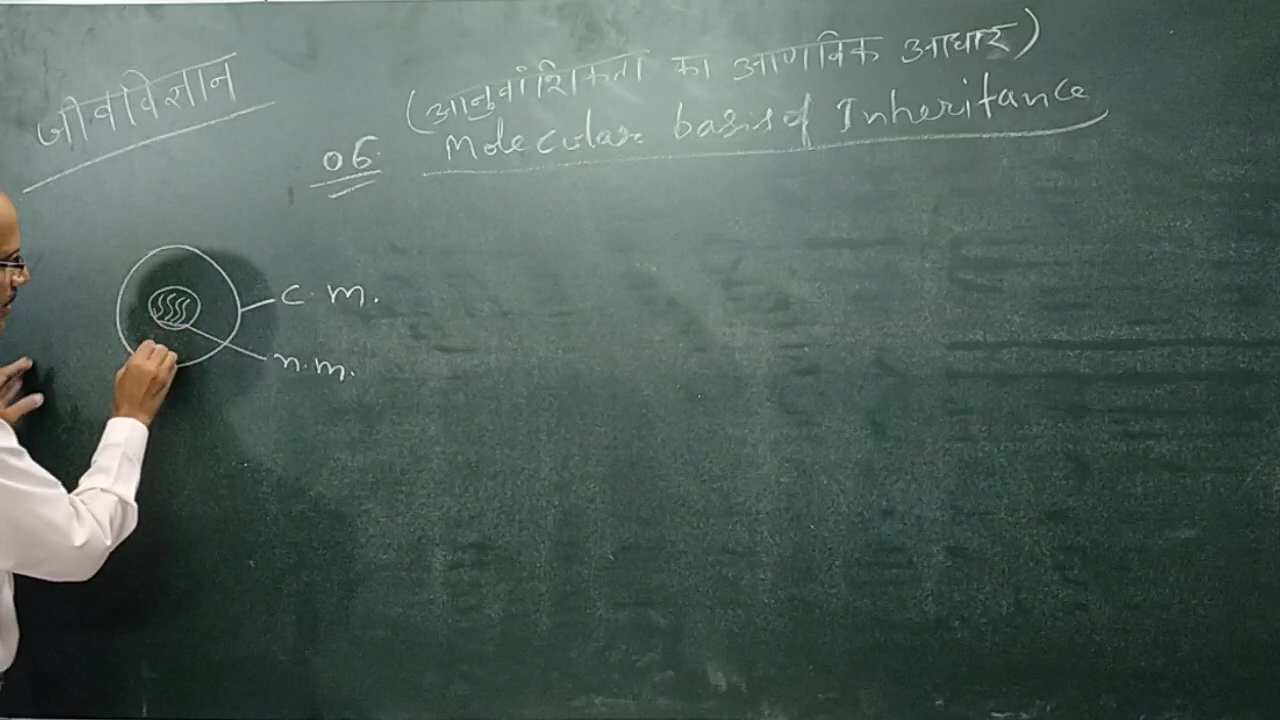 जीवविज्ञान
(आनुवांशिकता का आणविक आधार)
06. Molecular basis of Inheritance
C.M.
n.m.